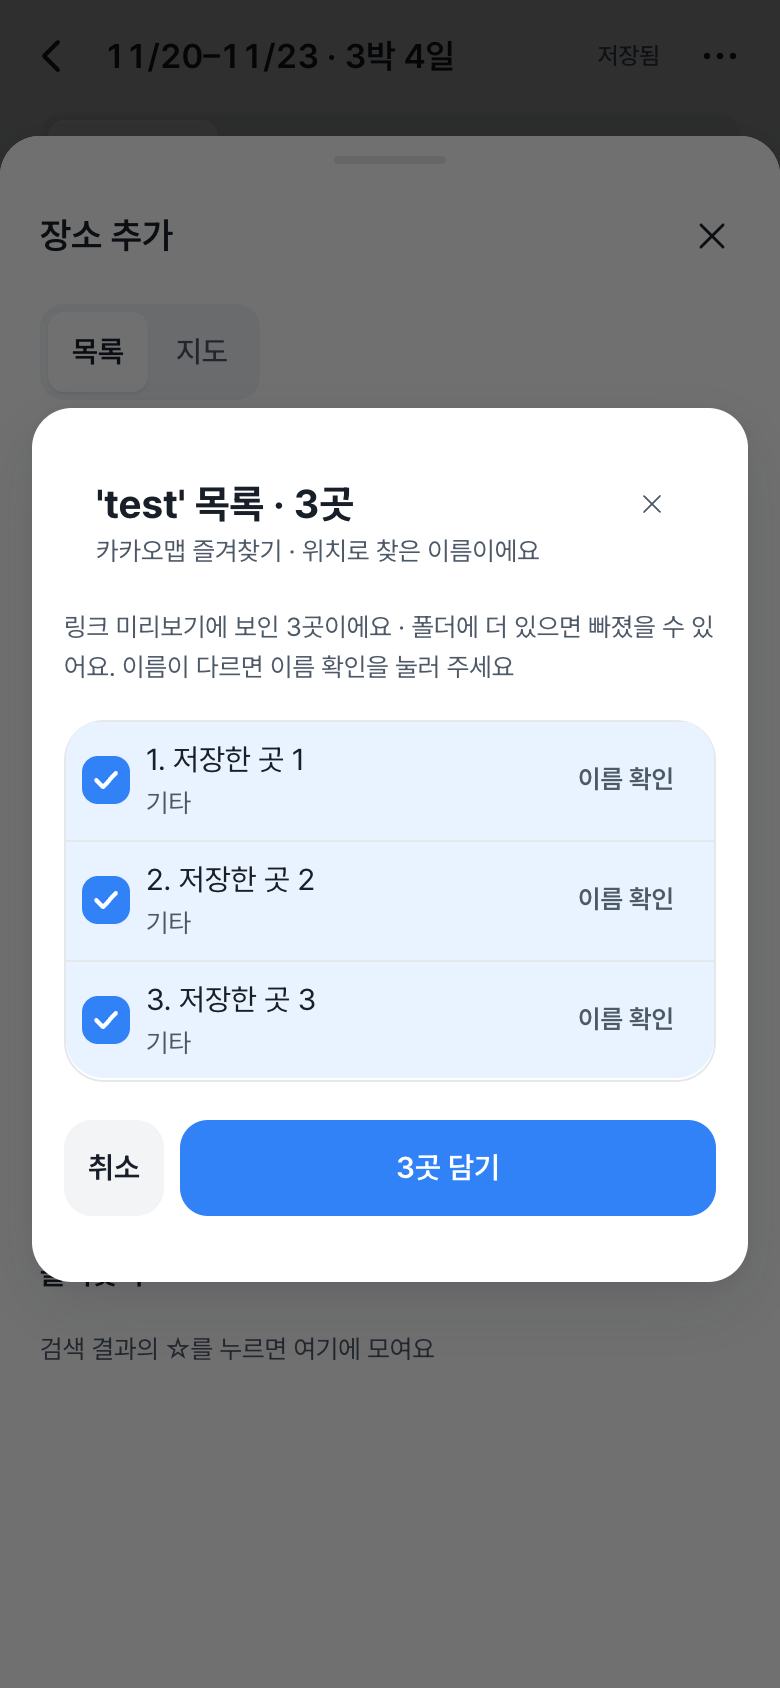 11/20–11/23 · 3박 4일
저장됨
장소 추가
목록
지도
'test' 목록 · 3곳
카카오맵 즐겨찾기 · 위치로 찾은 이름이에요
링크 미리보기에 보인 3곳이에요 · 폴더에 더 있으면 빠졌을 수 있
어요. 이름이 다르면 이름 확인을 눌러 주세요
1. 저장한 곳 1
기타
이름 확인
2. 저장한 곳 2
기타
이름 확인
3. 저장한 곳 3
기타
이름 확인
취소
3곳 담기
검색 결과의 ☆를 누르면 여기에 모여요